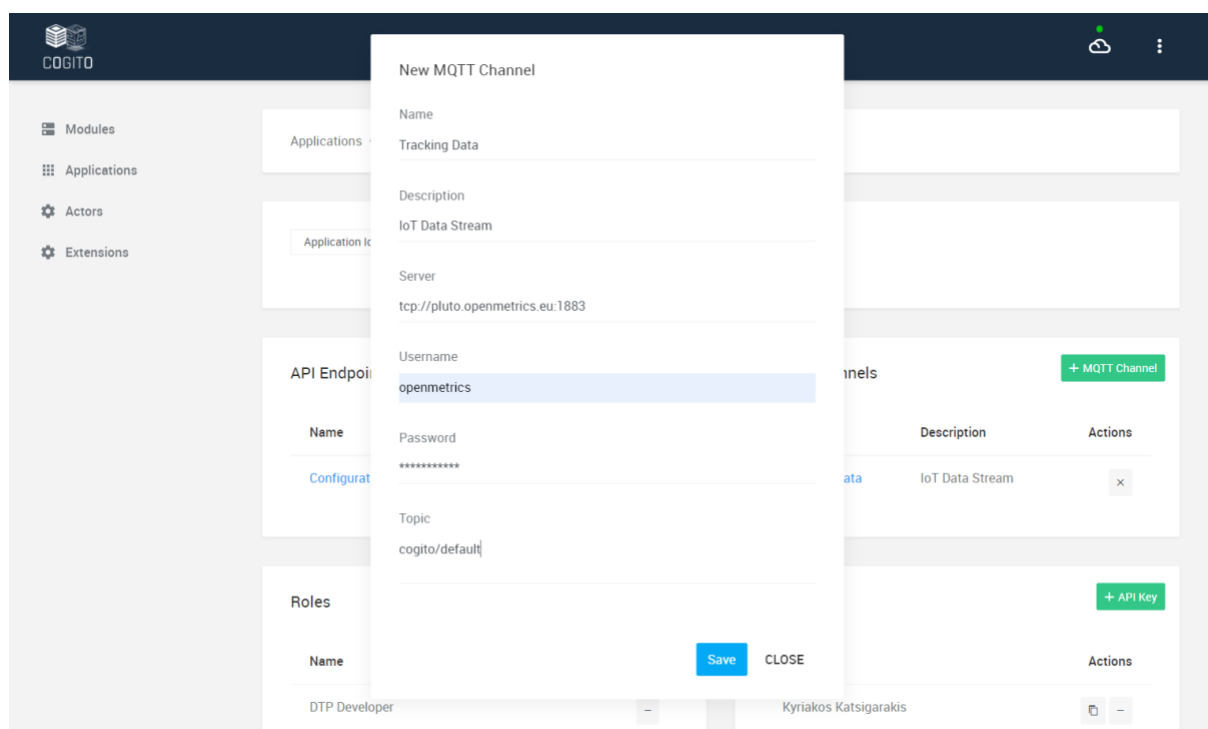 COGITO
Modules
Applications
Actors
Extensions
Applications
Application
New MQTT Channel
Name
Tracking Data
Description
IoT Data Stream
Server
tcp://pluto.openmetrics.eu:1883
Username
openmetrics
Password
***********
Topic
cogito/default
Save CLOSE
API Endpoi
nnels
+ MQTT Channel
Name
Description Actions
Configurat
ata IoT Data Stream ×
Roles
+ API Key
Name
Actions
DTP Developer –
Kyriakos Katsigarakis –